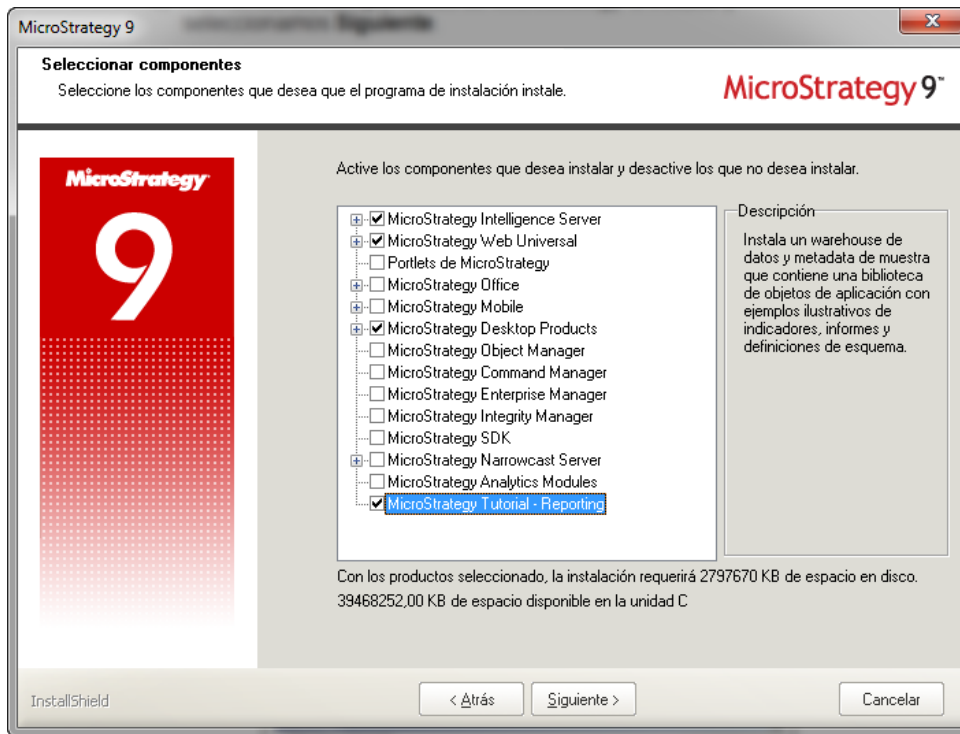 seleccionamos Siguiente
MicroStrategy 9
Seleccionar componentes
Seleccione los componentes que desea que el programa de instalación instale.
MicroStrategy 9™
MicroStrategy
9
Active los componentes que desea instalar y desactive los que no desea instalar.
MicroStrategy Intelligence Server
MicroStrategy Web Universal
Portlets de MicroStrategy
MicroStrategy Office
MicroStrategy Mobile
MicroStrategy Desktop Products
MicroStrategy Object Manager
MicroStrategy Command Manager
MicroStrategy Enterprise Manager
MicroStrategy Integrity Manager
MicroStrategy SDK
MicroStrategy Narrowcast Server
MicroStrategy Analytics Modules
MicroStrategy Tutorial - Reporting
Descripción
Instala un warehouse de
datos y metadata de muestra
que contiene una biblioteca
de objetos de aplicación con
ejemplos ilustrativos de
indicadores, informes y
definiciones de esquema.
Con los productos seleccionado, la instalación requerirá 2797670 KB de espacio en disco.
39468252,00 KB de espacio disponible en la unidad C
InstallShield
< Atrás
Siguiente >
Cancelar